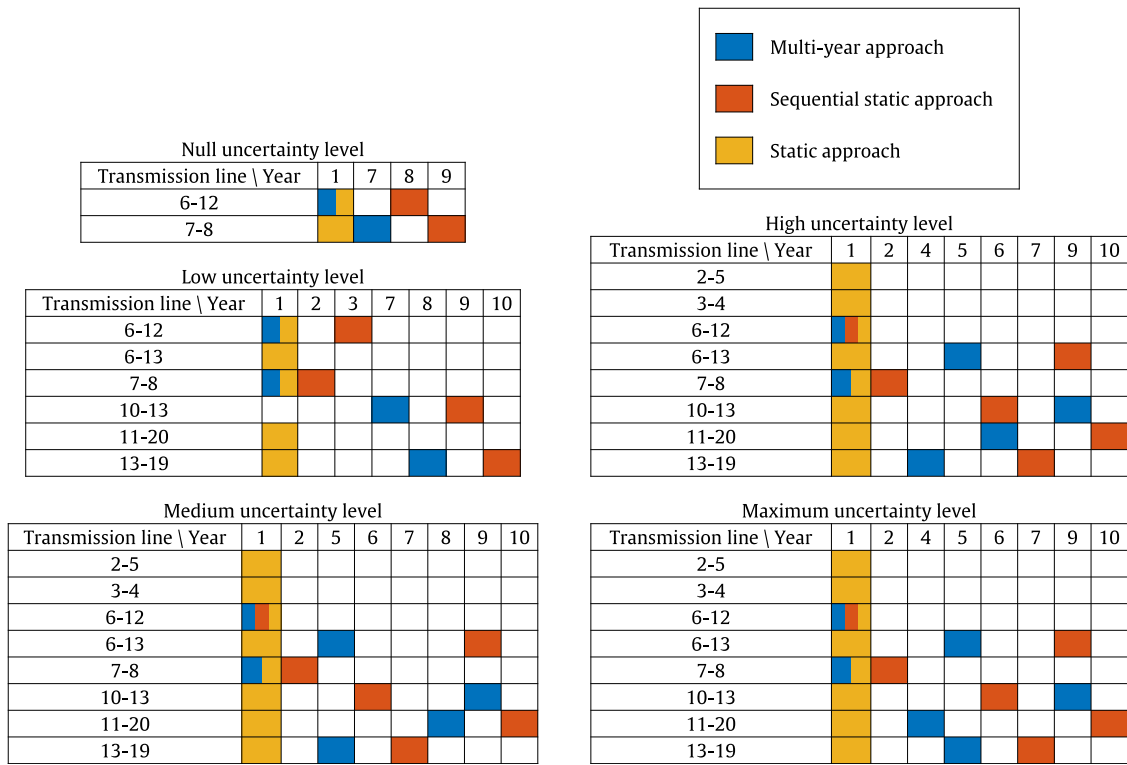 Multi-year approach
Sequential static approach
Static approach
Null uncertainty level
Transmission line \ Year 1 7 8 9
6-12
7-8
Low uncertainty level
Transmission line \ Year 1 2 3 7 8 9 10
6-12
6-13
7-8
10-13
11-20
13-19
Medium uncertainty level
Transmission line \ Year 1 2 5 6 7 8 9 10
2-5
3-4
6-12
6-13
7-8
10-13
11-20
13-19
High uncertainty level
Transmission line \ Year 1 2 4 5 6 7 9 10
2-5
3-4
6-12
6-13
7-8
10-13
11-20
13-19
Maximum uncertainty level
Transmission line \ Year 1 2 4 5 6 7 9 10
2-5
3-4
6-12
6-13
7-8
10-13
11-20
13-19